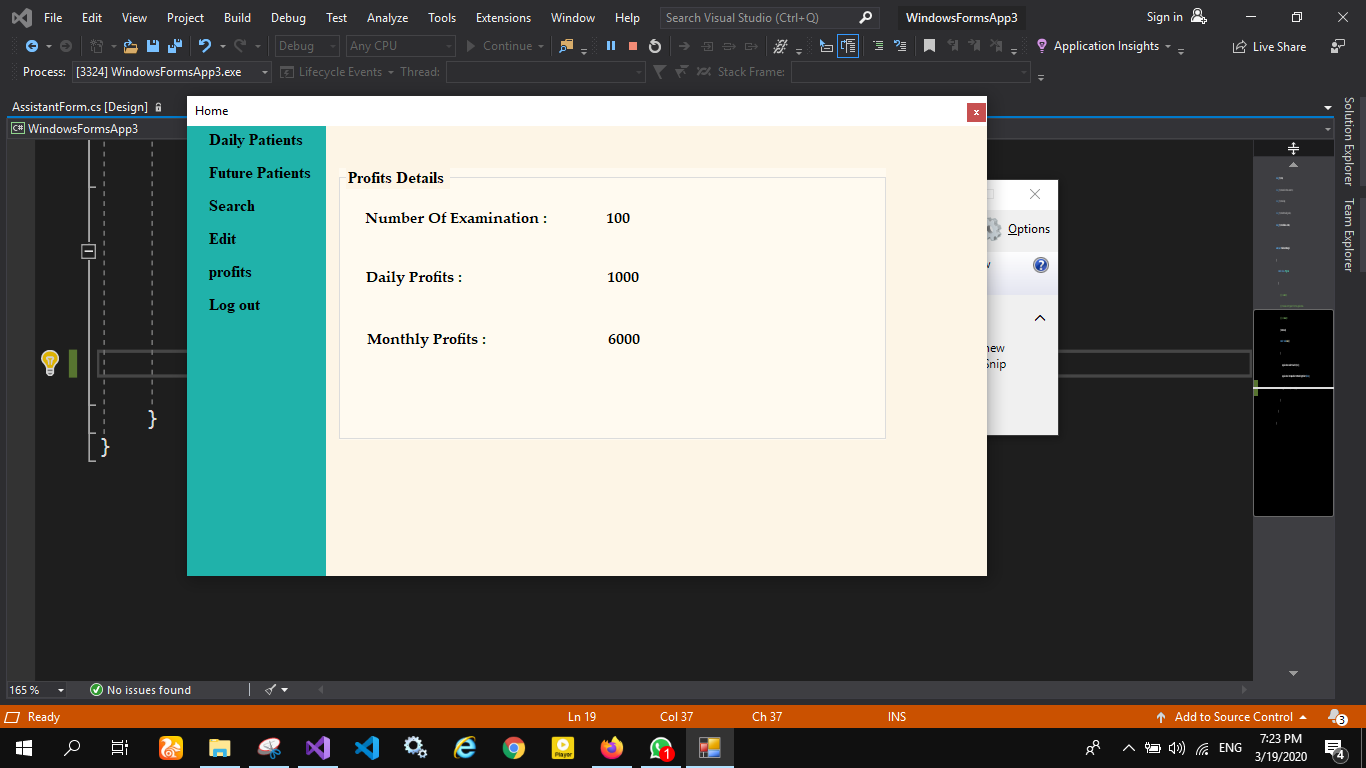 File Edit View Project Build Debug Test Analyze Tools Extensions Window Help Search Visual Studio (Ctrl+Q) WindowsFormsApp3 Sign in
Debug Any CPU Continue Application Insights Live Share
Process: [3324] WindowsFormsApp3.exe Lifecycle Events Thread: Stack Frame:
AssistantForm.cs [Design]
C# WindowsFormsApp3
Home x
Daily Patients
Future Patients
Search
Edit
profits
Log out
Profits Details
Number Of Examination : 100
Daily Profits : 1000
Monthly Profits : 6000
Options
?
Solution Explorer
Team Explorer
}
}
165 % No issues found
Ready Ln 19 Col 37 Ch 37 INS Add to Source Control 3
Player 1 ENG 7:23 PM
3/19/2020 4